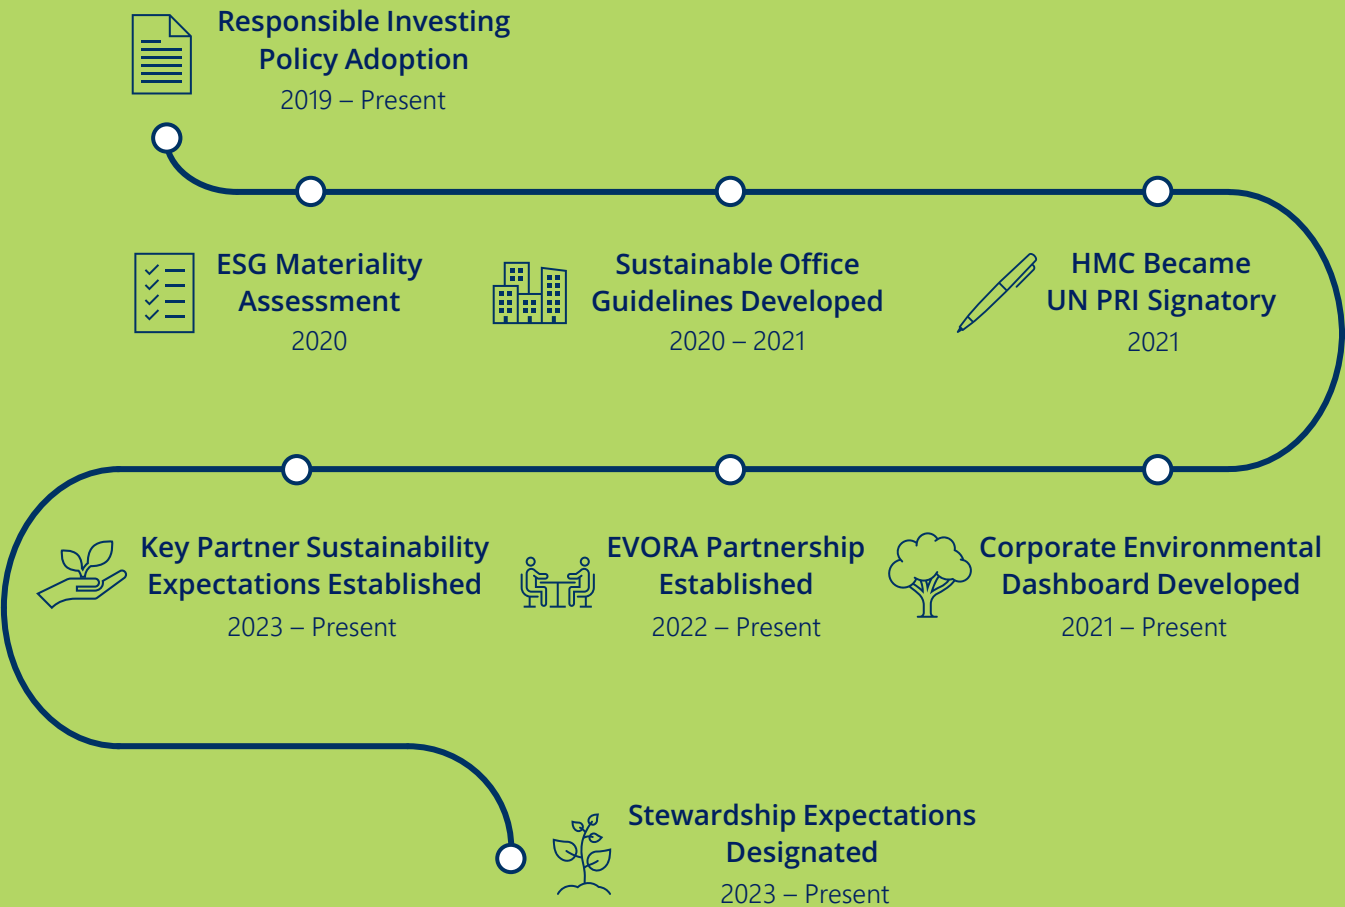 Responsible Investing
Policy Adoption
2019 – Present
ESG Materiality
Assessment
2020
Sustainable Office
Guidelines Developed
2020 – 2021
HMC Became
UN PRI Signatory
2021
Corporate Environmental
Dashboard Developed
2021 – Present
EVORA Partnership
Established
2022 – Present
Key Partner Sustainability
Expectations Established
2023 – Present
Stewardship Expectations
Designated
2023 – Present